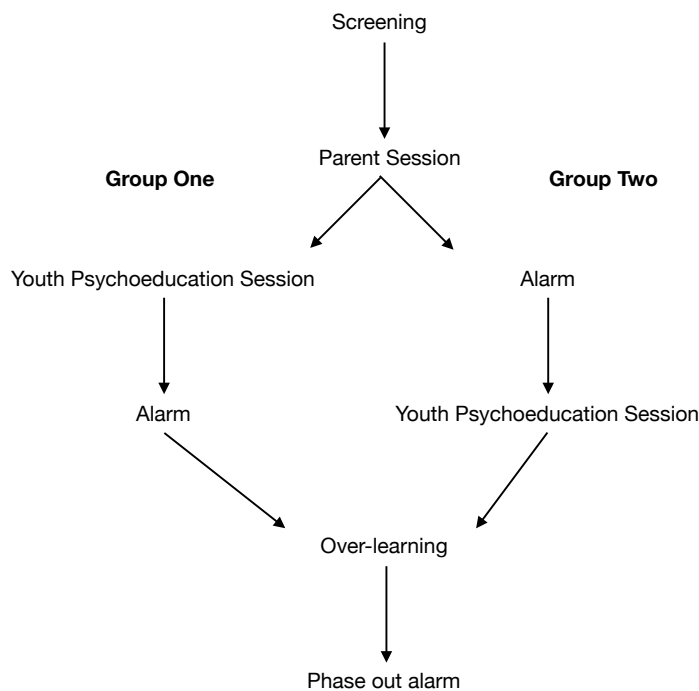 Screening
Parent Session
Group One
Group Two
Youth Psychoeducation Session
Alarm
Alarm
Youth Psychoeducation Session
Over-learning
Phase out alarm